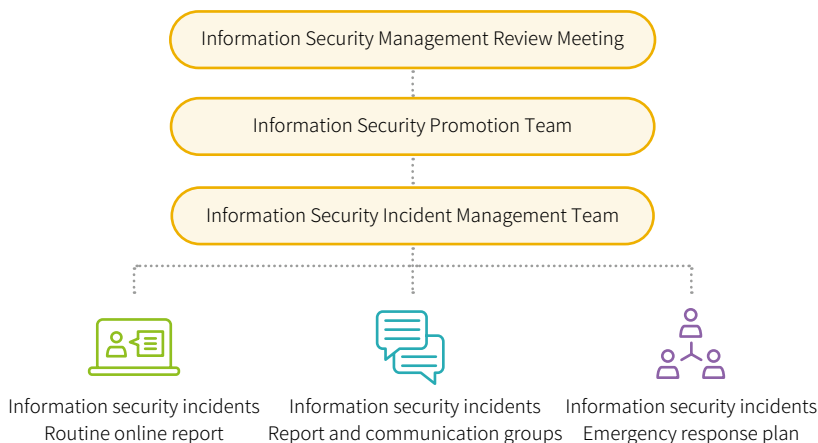 Information Security Management Review Meeting
Information Security Promotion Team
Information Security Incident Management Team
Information security incidents
Routine online report
Information security incidents
Report and communication groups
Information security incidents
Emergency response plan